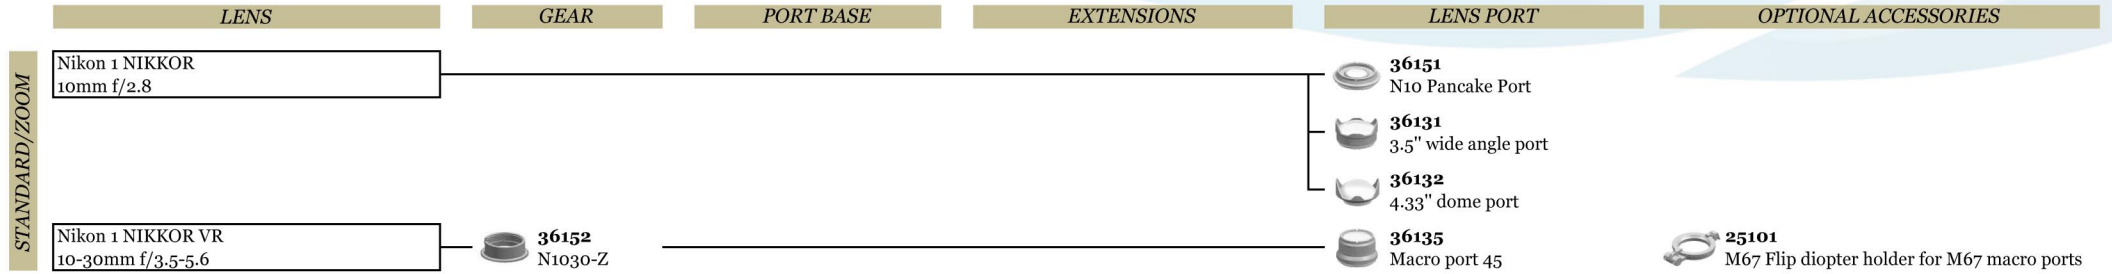 LENS
GEAR
PORT BASE
EXTENSIONS
LENS PORT
OPTIONAL ACCESSORIES
STANDARD/ZOOM
Nikon 1 NIKKOR
10mm f/2.8
36151
N10 Pancake Port
36131
3.5" wide angle port
36132
4.33" dome port
Nikon 1 NIKKOR VR
10-30mm f/3.5-5.6
36152
N1030-Z
36135
Macro port 45
25101
M67 Flip diopter holder for M67 macro ports